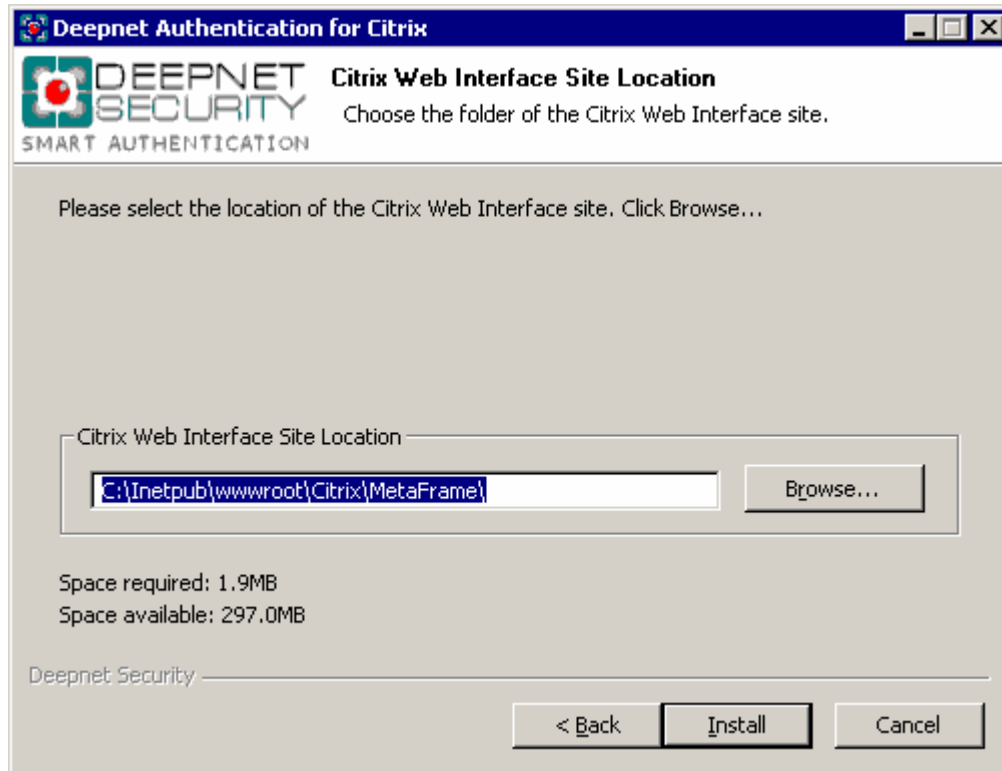 Deepnet Authentication for Citrix
DEEPNET
SECURITY
SMART AUTHENTICATION
Citrix Web Interface Site Location
Choose the folder of the Citrix Web Interface site.
Please select the location of the Citrix Web Interface site. Click Browse...
Citrix Web Interface Site Location
C:\Inetpub\wwwroot\Citrix\MetaFrame\
Browse...
Space required: 1.9MB
Space available: 297.0MB
Deepnet Security
< Back
Install
Cancel